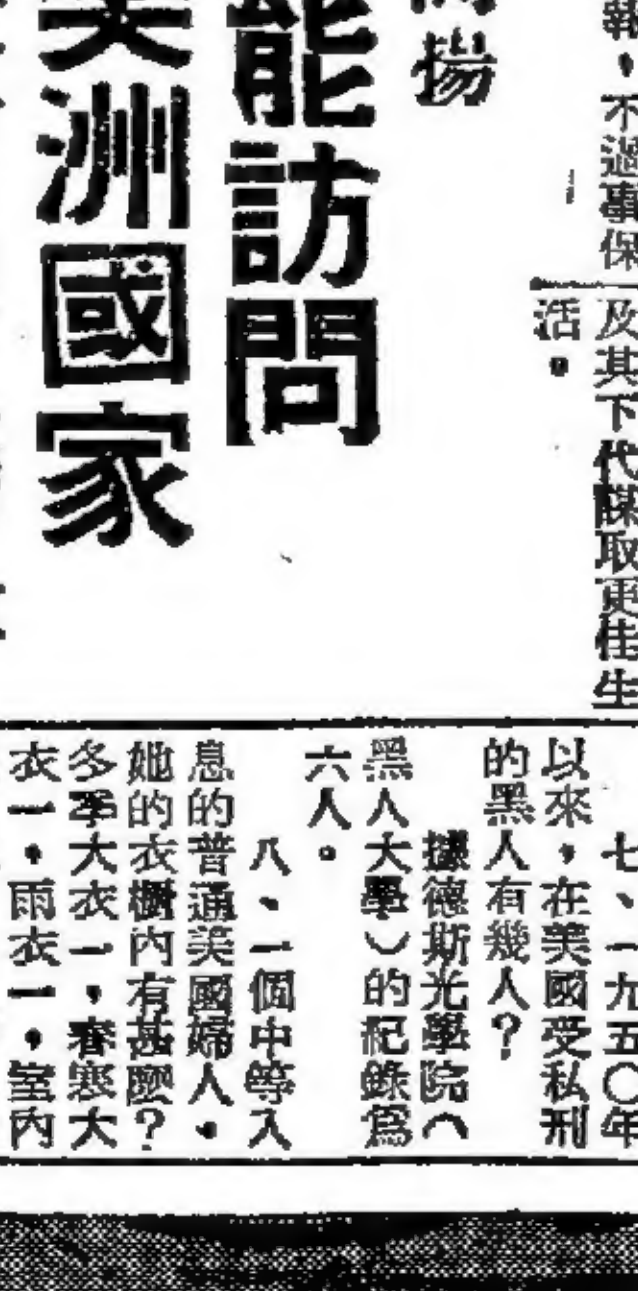 報，不過事保
及其下代謀取更佳生
活。
揚
能訪問
美洲國家
七、一九五〇年
以來，在美國受私刑
的黑人有幾人？
據德斯光學院（
黑人大學）的紀錄爲
六人。
八、一個中等入
息的普通美國婦人，
她的衣櫥內有甚麽？
多季大衣一，春寒大
衣一，雨衣一，室內